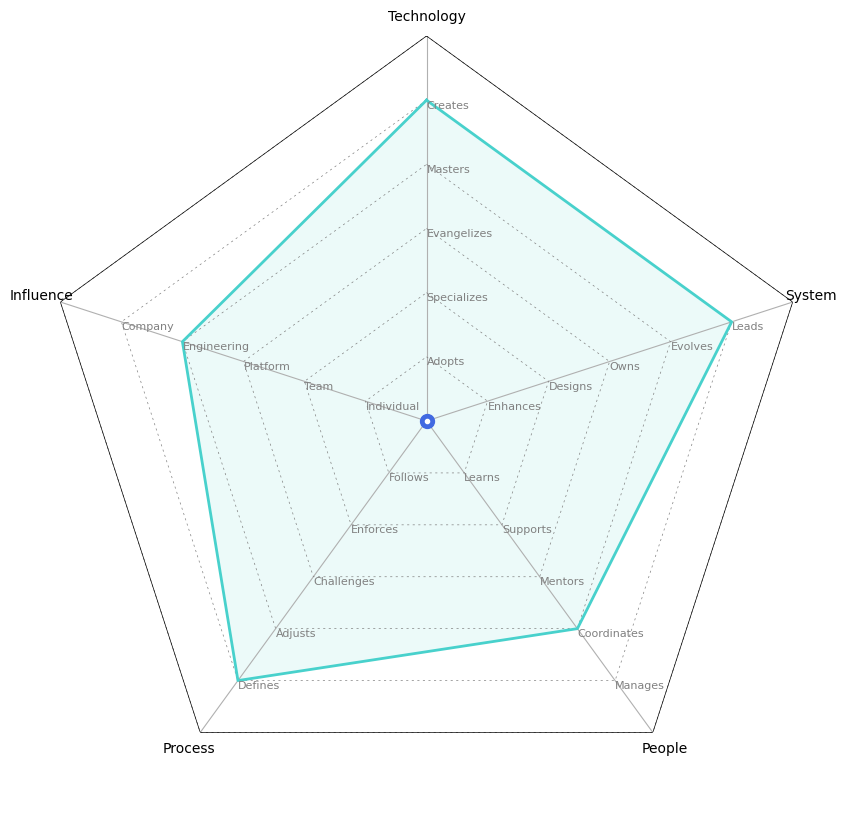 Technology
Creates
Masters
Evangelizes
Influence
System
Specializes
Company
Leads
Engineering
Evolves
Adopts
Platform
Owns
Team
Designs
Individual
Enhances
Follows
Learns
Enforces
Supports
Challenges
Mentors
Adjusts
Coordinates
Defines
Manages
Process
People